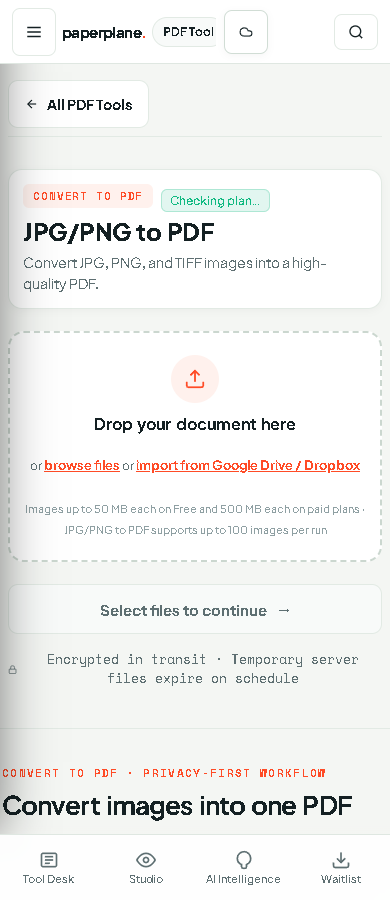 paperplane.
PDF Tool
All PDF Tools
CONVERT TO PDF
Checking plan...
JPG/PNG to PDF
Convert JPG, PNG, and TIFF images into a high-
quality PDF.
Drop your document here
or browse files or import from Google Drive / Dropbox
Images up to 50 MB each on Free and 500 MB each on paid plans ·
JPG/PNG to PDF supports up to 100 images per run
Select files to continue →
Encrypted in transit · Temporary server
files expire on schedule
CONVERT TO PDF · PRIVACY-FIRST WORKFLOW
Convert images into one PDF
Tool Desk
Studio
AI Intelligence
Waitlist